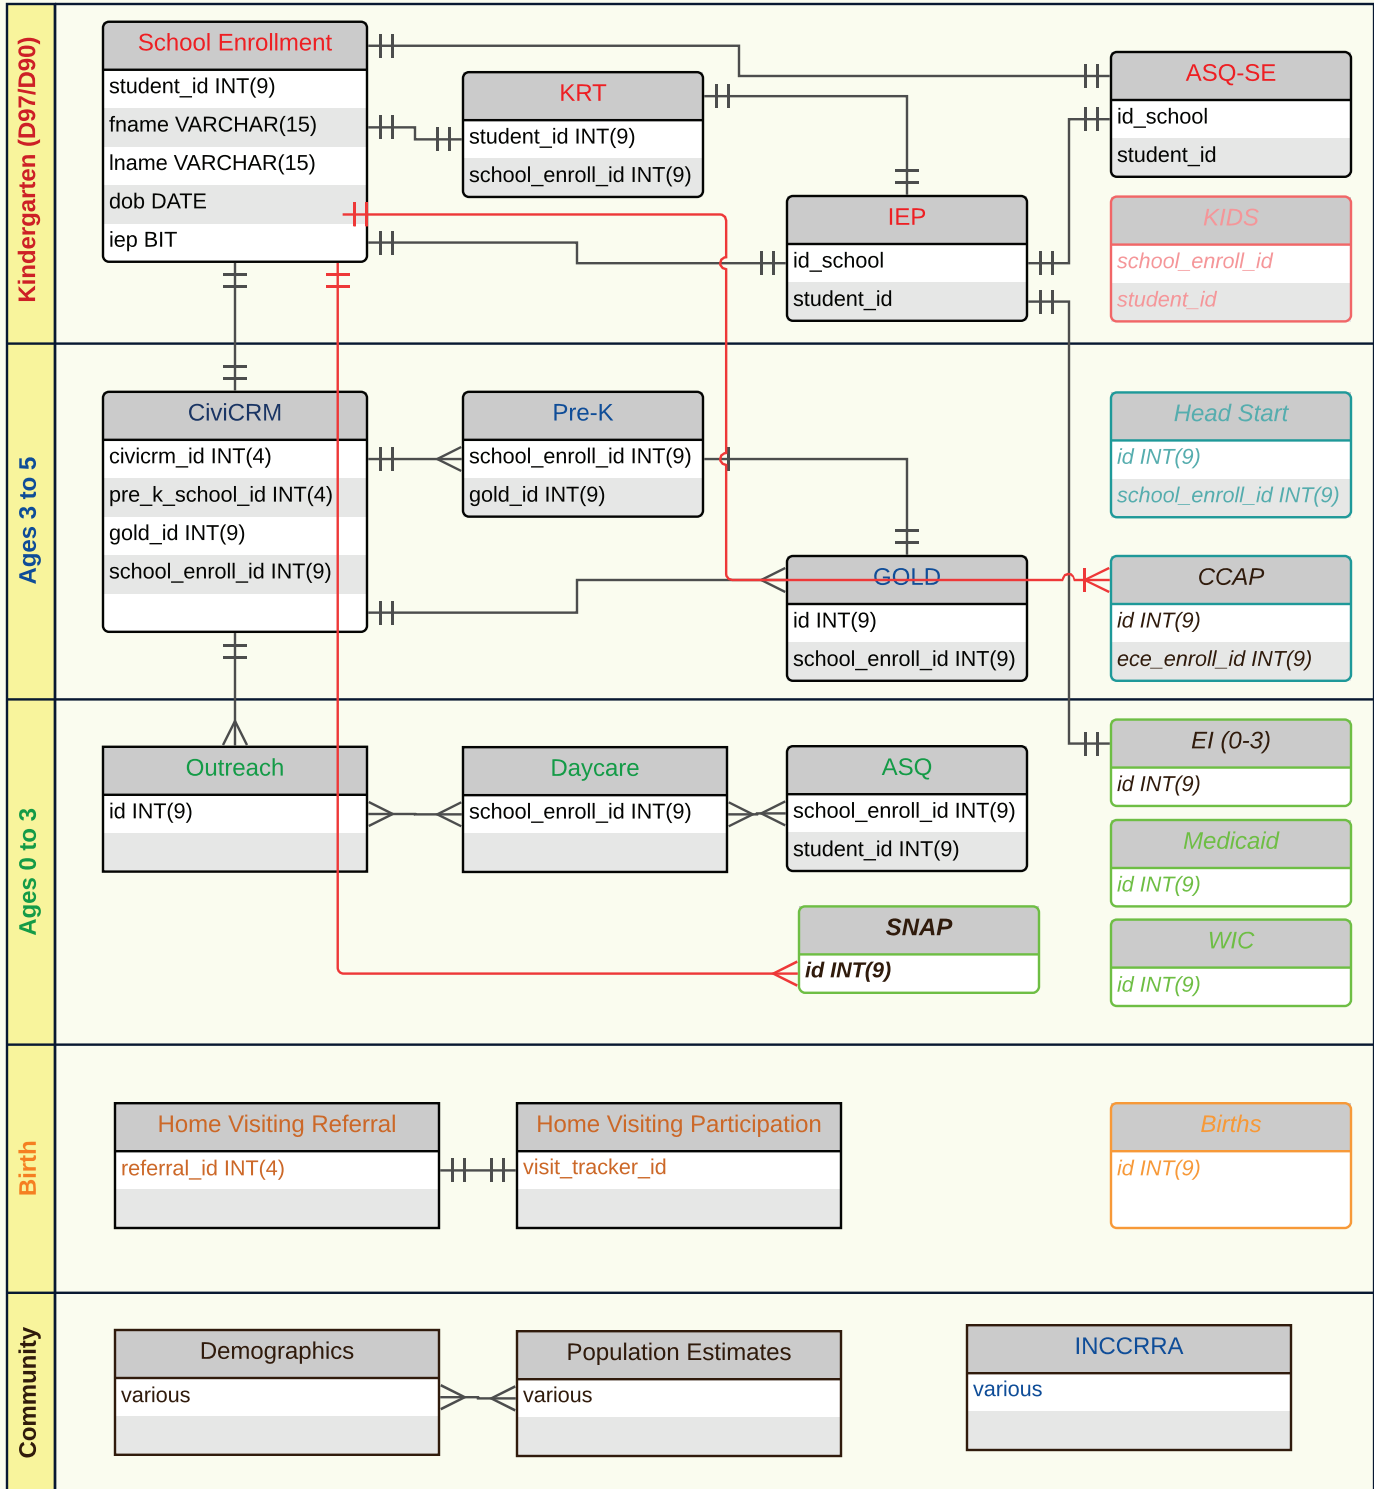 Kindergarten (D97/D90)
School Enrollment
student_id INT(9)
fname VARCHAR(15)
lname VARCHAR(15)
dob DATE
iep BIT
KRT
student_id INT(9)
school_enroll_id INT(9)
IEP
id_school
student_id
ASQ-SE
id_school
student_id
KIDS
school_enroll_id
student_id
Ages 3 to 5
CiviCRM
civicrm_id INT(4)
pre_k_school_id INT(4)
gold_id INT(9)
school_enroll_id INT(9)
Pre-K
school_enroll_id INT(9)
gold_id INT(9)
GOLD
id INT(9)
school_enroll_id INT(9)
Head Start
id INT(9)
school_enroll_id INT(9)
CCAP
id INT(9)
ece_enroll_id INT(9)
Ages 0 to 3
Outreach
id INT(9)
Daycare
school_enroll_id INT(9)
ASQ
school_enroll_id INT(9)
student_id INT(9)
SNAP
id INT(9)
EI (0-3)
id INT(9)
Medicaid
id INT(9)
WIC
id INT(9)
Birth
Home Visiting Referral
referral_id INT(4)
Home Visiting Participation
visit_tracker_id
Births
id INT(9)
Community
Demographics
various
Population Estimates
various
INCCRRA
various